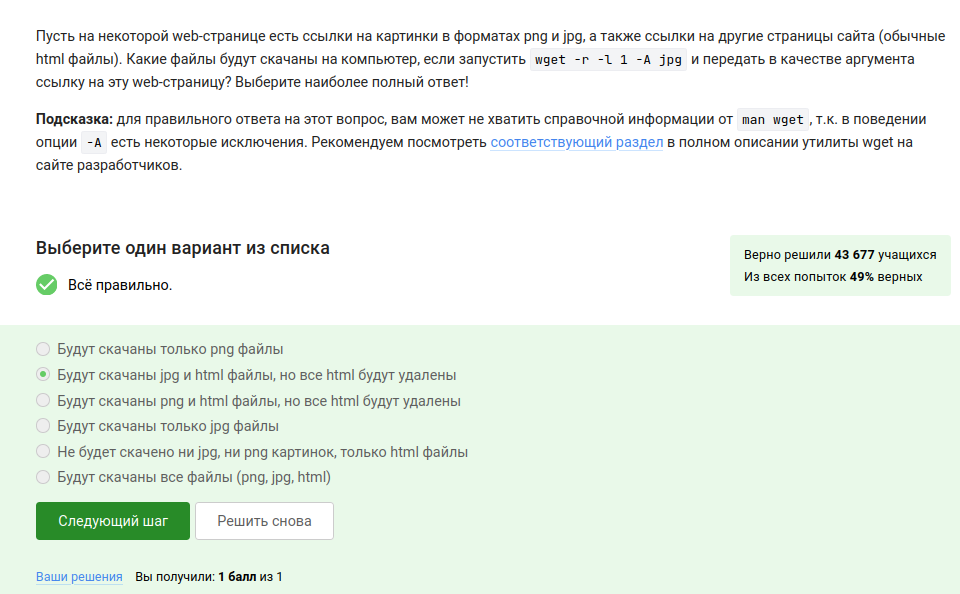 Пусть на некоторой web-странице есть ссылки на картинки в форматах png и jpg, а также ссылки на другие страницы сайта (обычные
html файлы). Какие файлы будут скачаны на компьютер, если запустить wget -r -l 1 -A jpg и передать в качестве аргумента
ссылку на эту web-страницу? Выберите наиболее полный ответ!
Подсказка: для правильного ответа на этот вопрос, вам может не хватить справочной информации от man wget, т.к. в поведении
опции -A есть некоторые исключения. Рекомендуем посмотреть соответствующий раздел в полном описании утилиты wget на
сайте разработчиков.
Выберите один вариант из списка
Всё правильно.
Верно решили 43 677 учащихся
Из всех попыток 49% верных
Будут скачаны только png файлы
Будут скачаны jpg и html файлы, но все html будут удалены
Будут скачаны png и html файлы, но все html будут удалены
Будут скачаны только jpg файлы
Не будет скачено ни jpg, ни png картинок, только html файлы
Будут скачаны все файлы (png, jpg, html)
Следующий шаг
Решить снова
Ваши решения Вы получили: 1 балл из 1